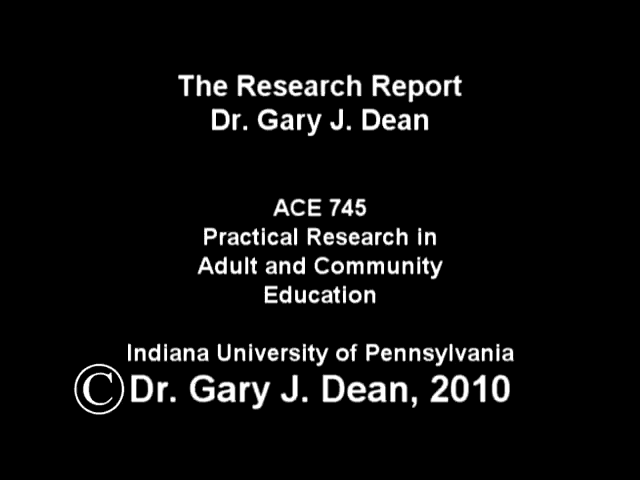 The Research Report
Dr. Gary J. Dean
ACE 745
Practical Research in
Adult and Community
Education
Indiana University of Pennsylvania
© Dr. Gary J. Dean, 2010